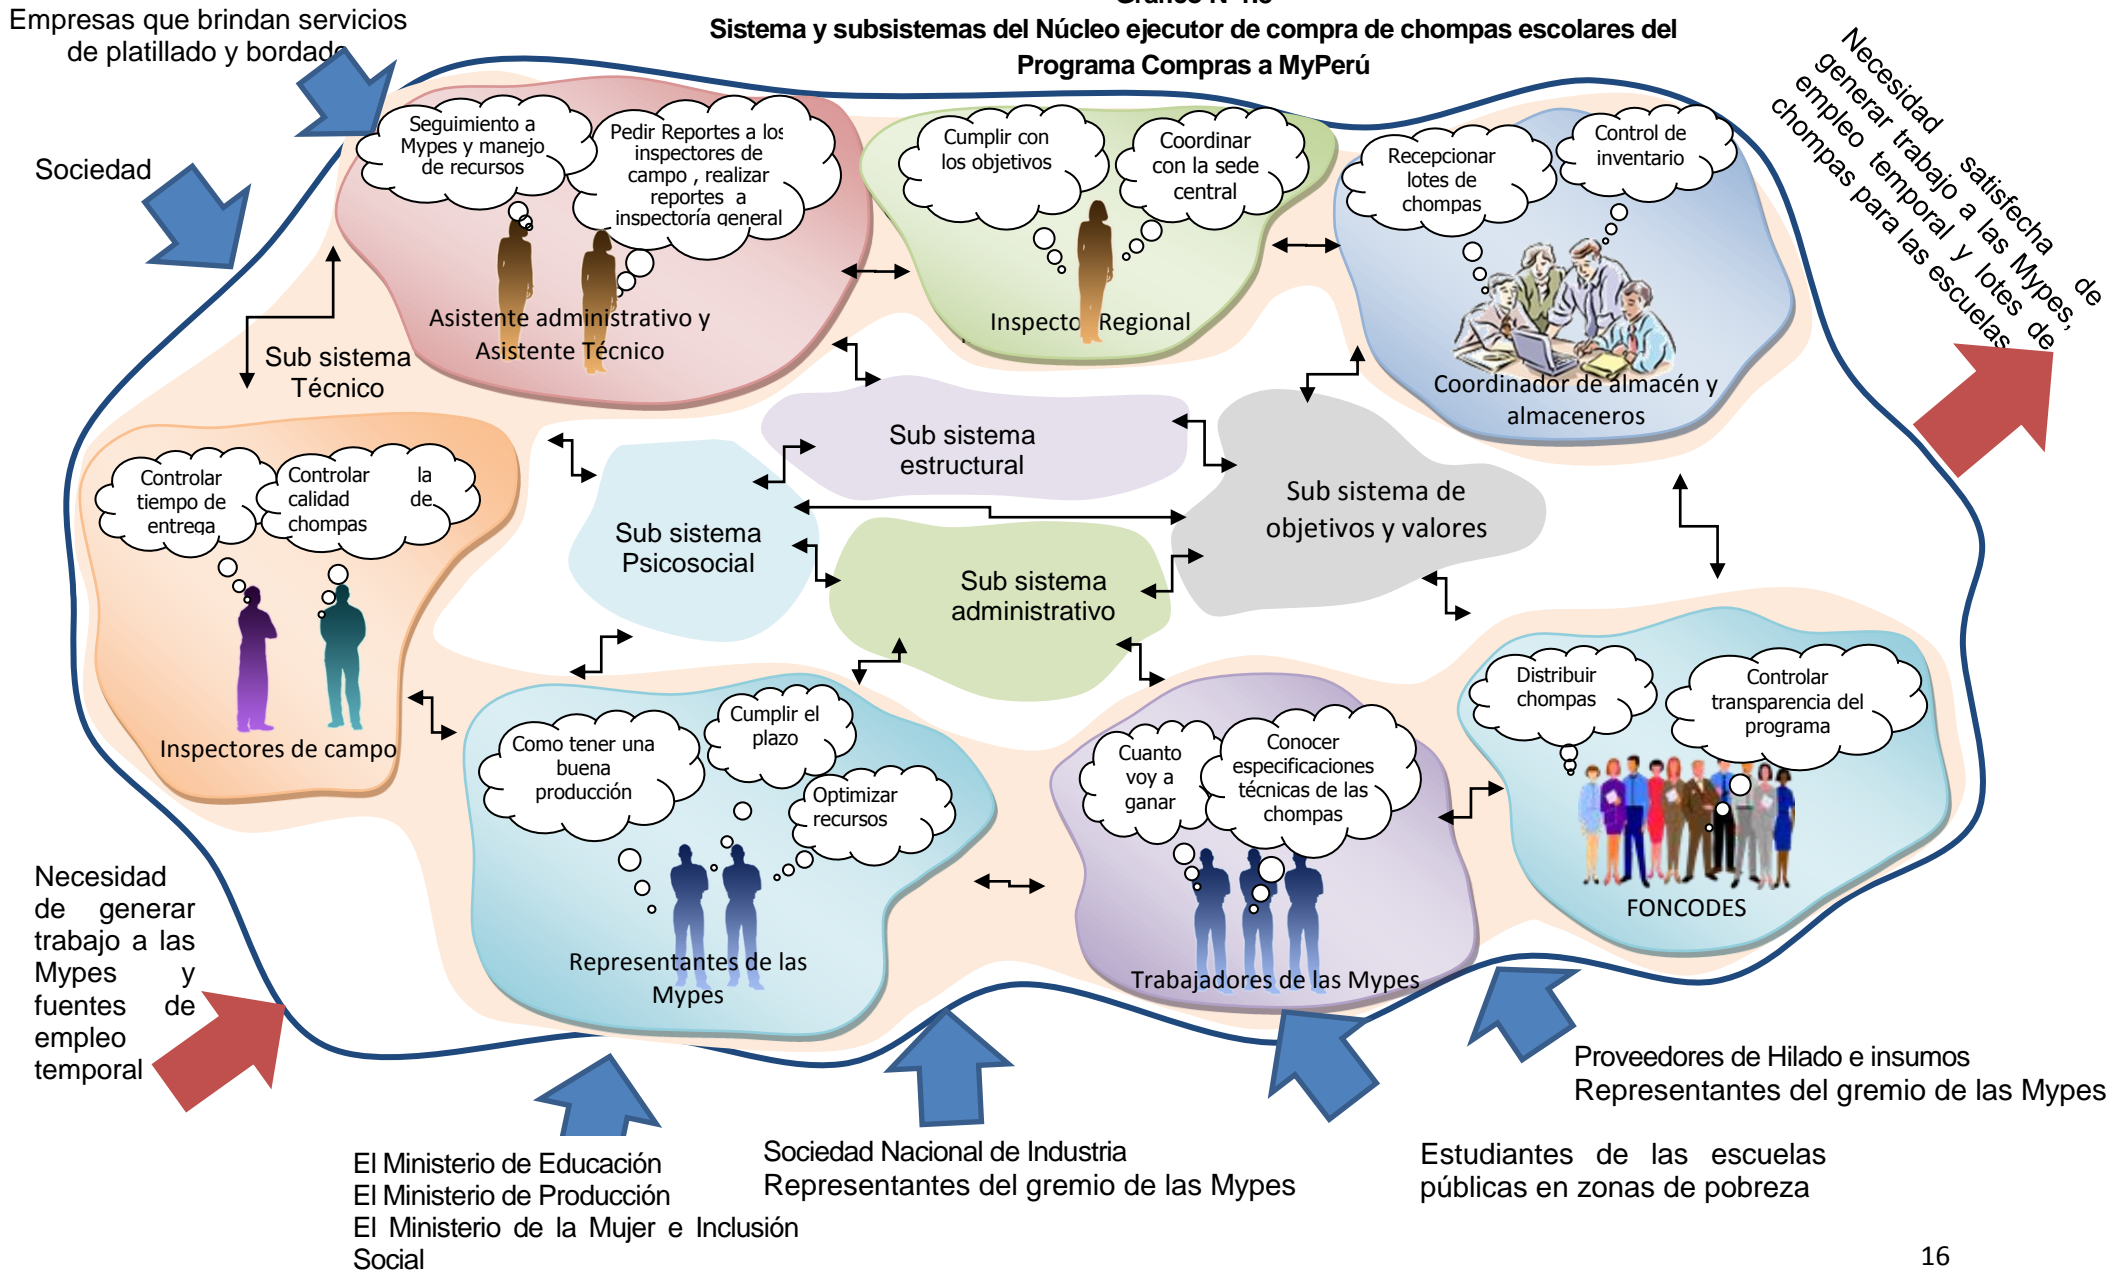 Sistema y subsistemas del Núcleo ejecutor de compra de chompas escolares del
Programa Compras a MyPerú
Empresas que brindan servicios
de platillado y bordado
Sociedad
Seguimiento a
Mypes y manejo
de recursos
Pedir Reportes a los
inspectores de
campo , realizar
reportes a
inspectoría general
Asistente administrativo y
Asistente Técnico
Cumplir con
los objetivos
Coordinar
con la sede
central
Inspector Regional
Recepcionar
lotes de
chompas
Control de
inventario
Coordinador de almacén y
almaceneros
Necesidad satisfecha de
generar trabajo a las Mypes,
empleo temporal y lotes de
chompas para las escuelas
Sub sistema
Técnico
Sub sistema
estructural
Sub sistema de
objetivos y valores
Sub sistema
Psicosocial
Sub sistema
administrativo
Controlar
tiempo de
entrega
Controlar la
calidad de
chompas
Inspectores de campo
Como tener una
buena
producción
Cumplir el
plazo
Optimizar
recursos
Representantes de las
Mypes
Cuanto
voy a
ganar
Conocer
especificaciones
técnicas de las
chompas
Trabajadores de las Mypes
Distribuir
chompas
Controlar
transparencia del
programa
FONCODES
Necesidad
de generar
trabajo a las
Mypes y
fuentes de
empleo
temporal
El Ministerio de Educación
El Ministerio de Producción
El Ministerio de la Mujer e Inclusión
Social
Sociedad Nacional de Industria
Representantes del gremio de las Mypes
Estudiantes de las escuelas
públicas en zonas de pobreza
Proveedores de Hilado e insumos
Representantes del gremio de las Mypes
16